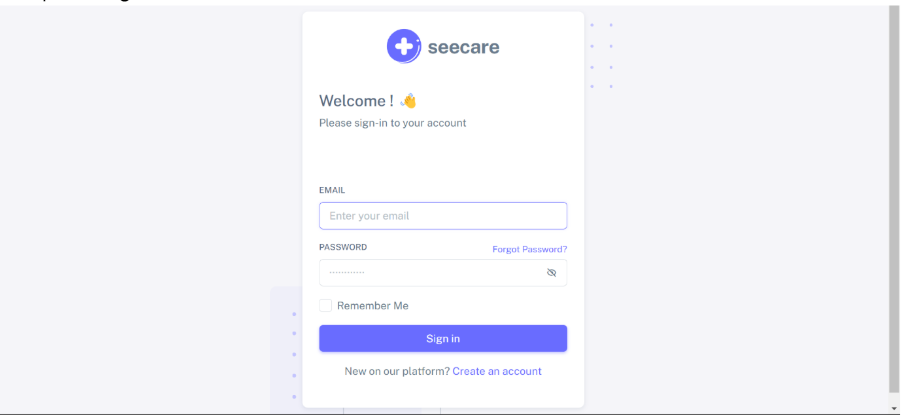 seecare
Welcome ! 👋
Please sign-in to your account
EMAIL
Enter your email
PASSWORD
Forgot Password?
Remember Me
Sign in
New on our platform? Create an account